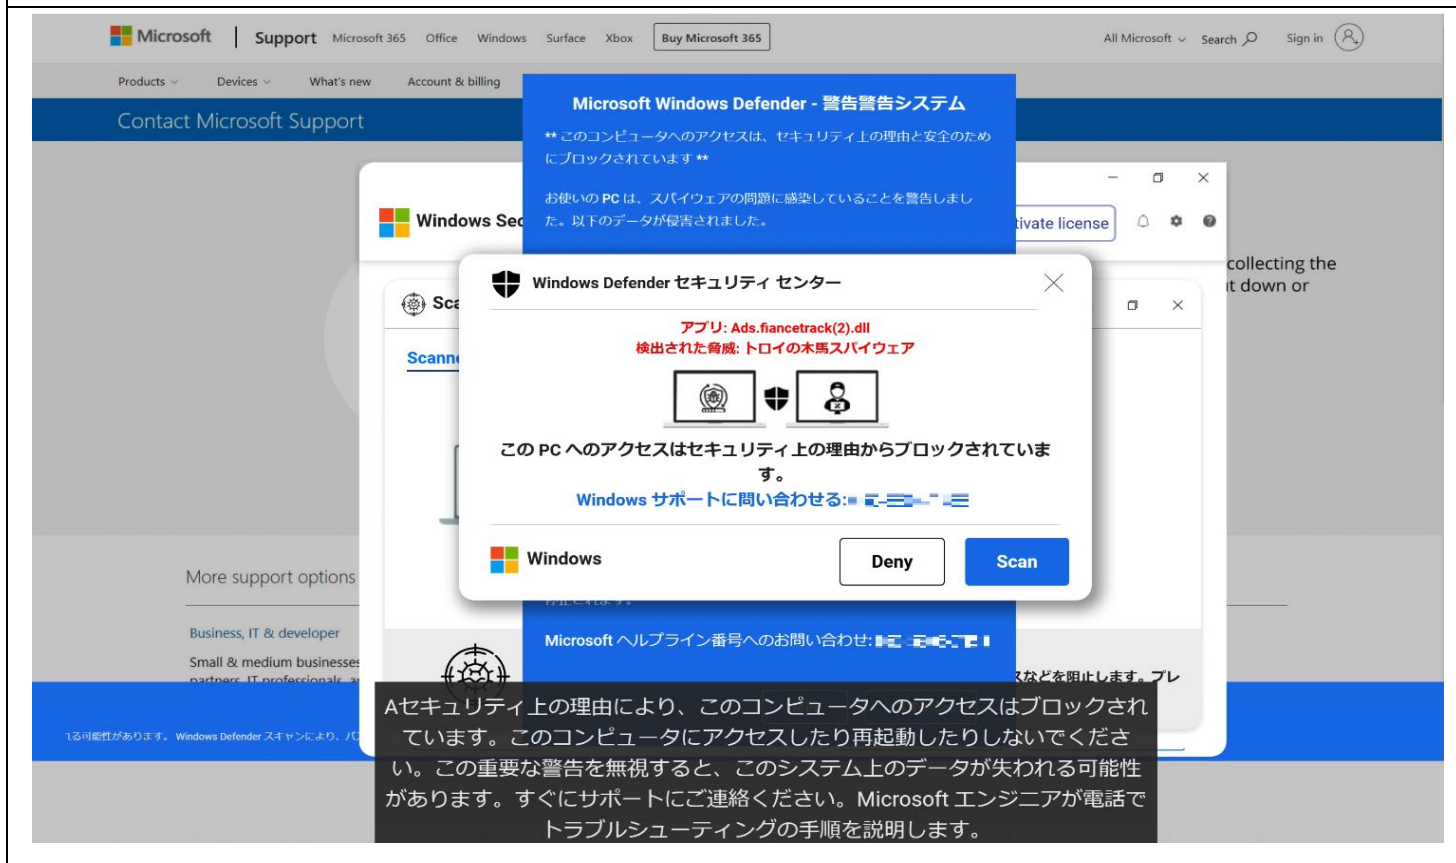 Microsoft | Support Microsoft 365 Office Windows Surface Xbox Buy Microsoft 365 All Microsoft Search Sign in
Products Devices What's new Account & billing
Contact Microsoft Support
Microsoft Windows Defender - 警告警告システム
** このコンピュータへのアクセスは、セキュリティ上の理由と安全のため
にブロックされています **
お使いの PC は、スパイウェアの問題に感染していることを警告しまし
た。以下のデータが侵害されました。
Windows Sec
tivate license
collecting the
t down or
Sca
Scanne
Windows Defender セキュリティ センター
アプリ: Ads.fiancetrack(2).dll
検出された脅威: トロイの木馬スパイウェア
この PC へのアクセスはセキュリティ上の理由からブロックされていま
す。
Windows サポートに問い合わせる:
Windows
Deny
Scan
More support options
Business, IT & developer
Small & medium businesses
partners, IT professionals,
Microsoft ヘルプライン番号へのお問い合わせ:
スなどを阻止します。プレ
る可能性があります。 Windows Defender スキャンにより、パス
Aセキュリティ上の理由により、このコンピュータへのアクセスはブロックされ
ています。このコンピュータにアクセスしたり再起動したりしないでくださ
い。この重要な警告を無視すると、このシステム上のデータが失われる可能性
があります。すぐにサポートにご連絡ください。Microsoft エンジニアが電話で
トラブルシューティングの手順を説明します。